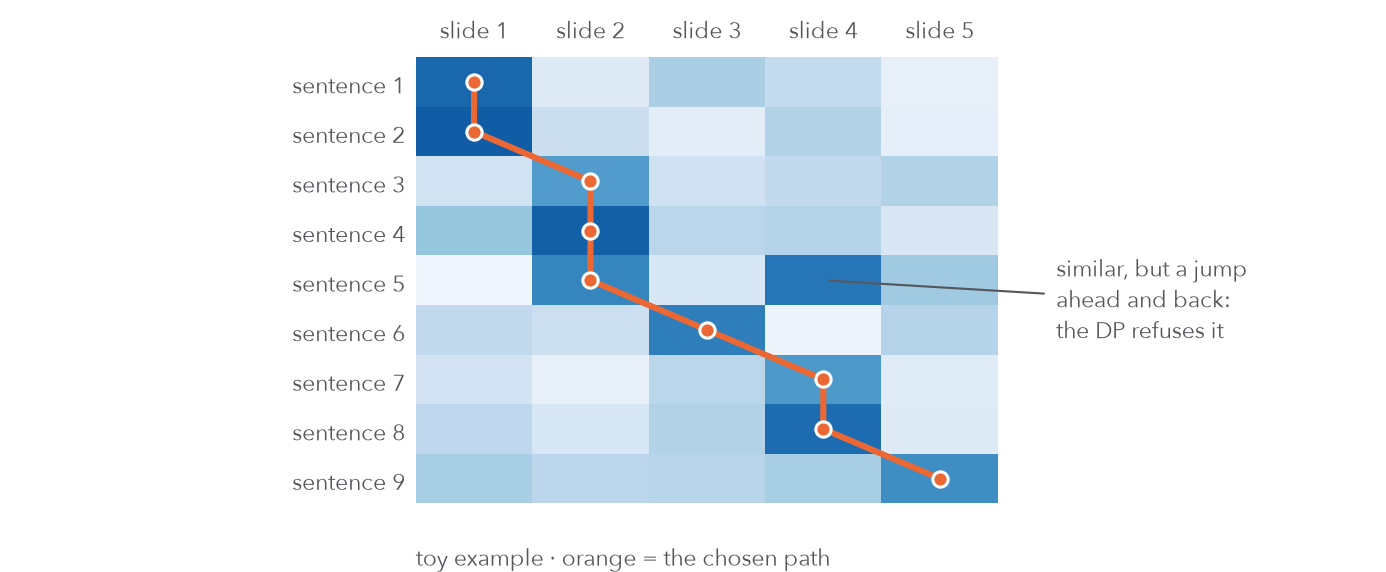 slide 1 slide 2 slide 3 slide 4 slide 5
sentence 1
sentence 2
sentence 3
sentence 4
sentence 5
sentence 6
sentence 7
sentence 8
sentence 9
similar, but a jump
ahead and back:
the DP refuses it
toy example · orange = the chosen path